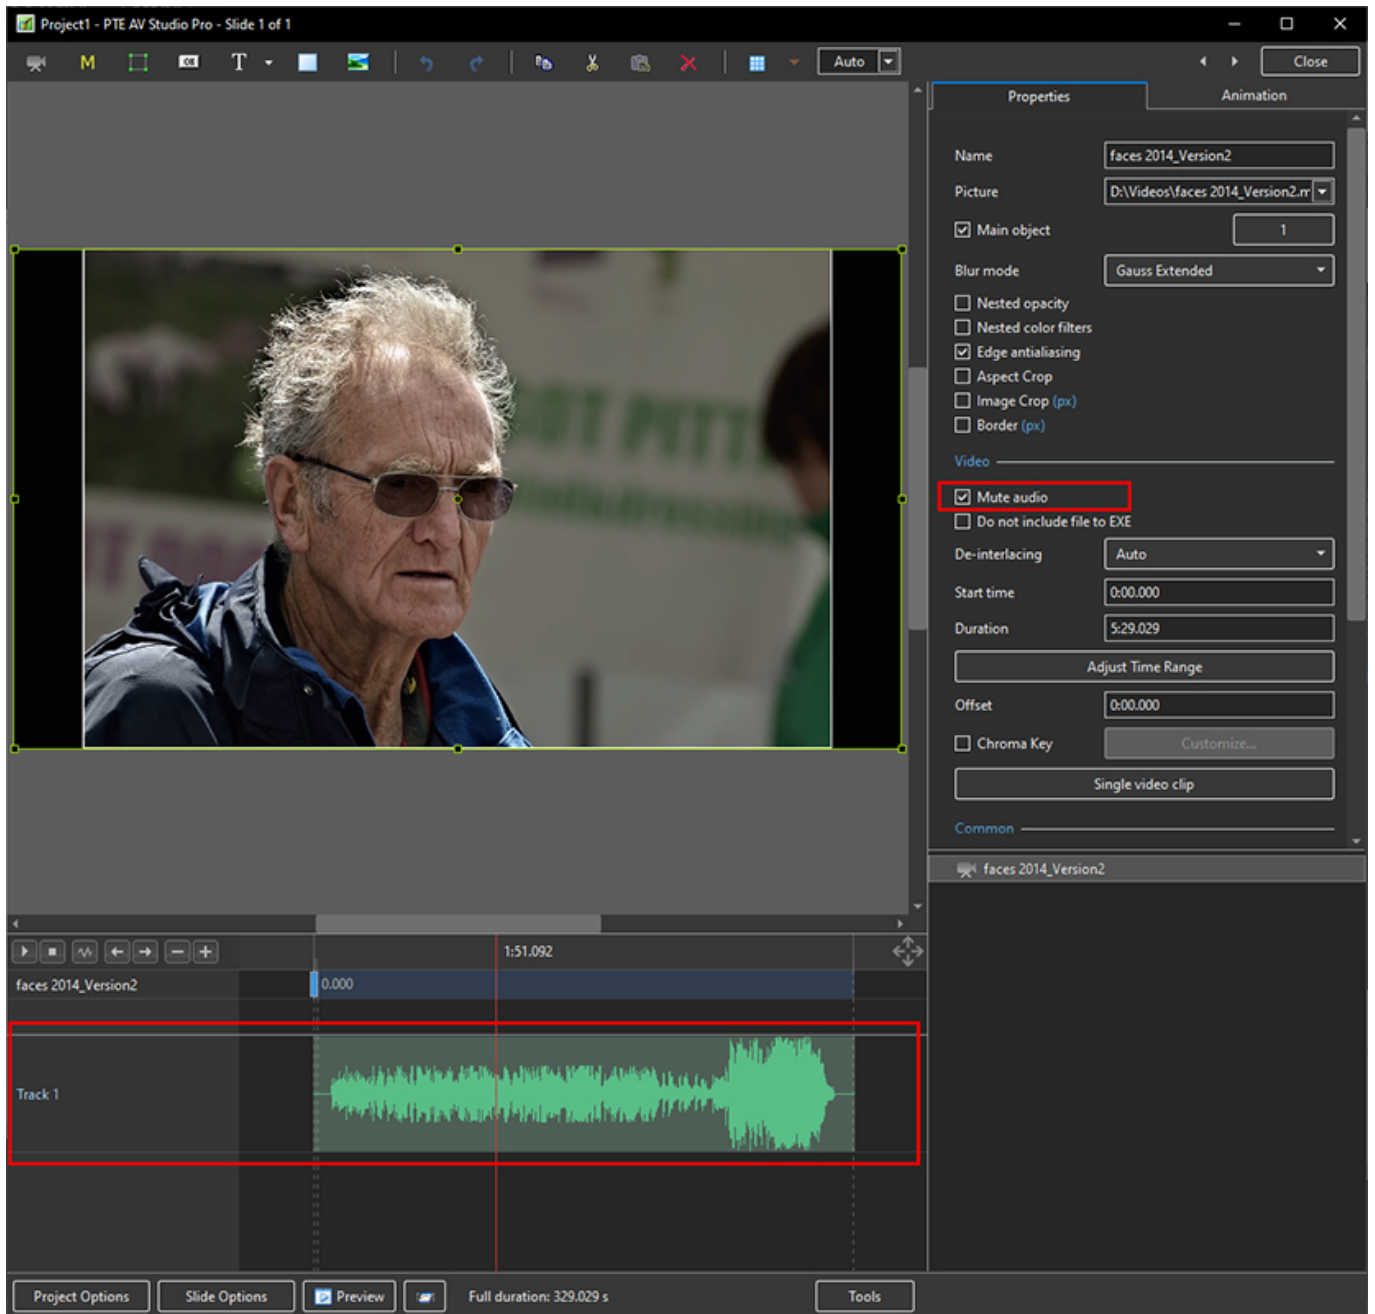 Project1 - PTE AV Studio Pro - Slide 1 of 1
M
OK
T
Auto
Close
Properties
Animation
Name
faces 2014_Version2
Picture
D:\Videos\faces 2014_Version2.m
Main object
1
Blur mode
Gauss Extended
Nested opacity
Nested color filters
Edge antialiasing
Aspect Crop
Image Crop (px)
Border (px)
Video
Mute audio
Do not include file to EXE
De-interlacing
Auto
Start time
0:00.000
Duration
5:29.029
Adjust Time Range
Offset
0:00.000
Chroma Key
Customize...
Single video clip
Common
faces 2014_Version2
1:51.092
faces 2014_Version2
0.000
Track 1
Project Options
Slide Options
Preview
Full duration: 329.029 s
Tools